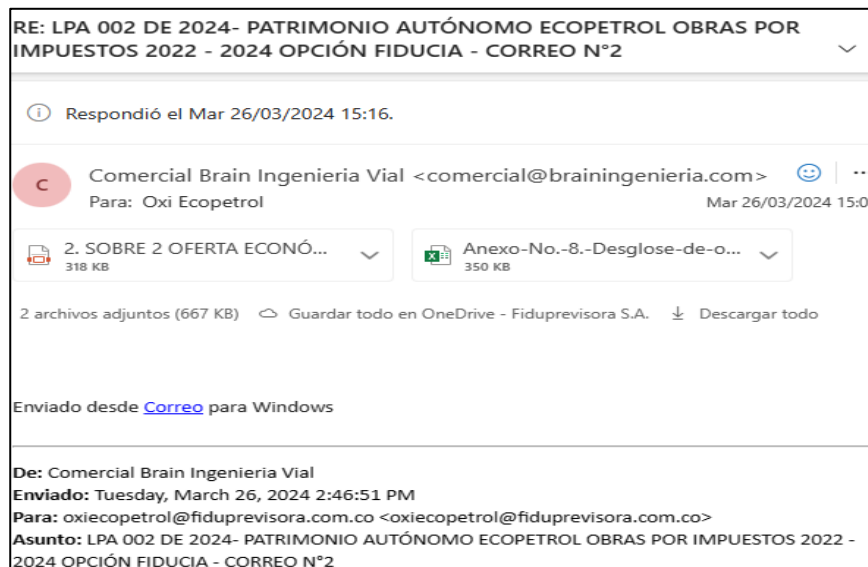 RE: LPA 002 DE 2024- PATRIMONIO AUTÓNOMO ECOPETROL OBRAS POR
IMPUESTOS 2022 - 2024 OPCIÓN FIDUCIA - CORREO N°2
Respondió el Mar 26/03/2024 15:16.
C
Comercial Brain Ingenieria Vial <comercial@brainingenieria.com>
Para: Oxi Ecopetrol
Mar 26/03/2024 15:0
2. SOBRE 2 OFERTA ECONÓ...
318 KB
Anexo-No.-8.-Desglose-de-o...
350 KB
2 archivos adjuntos (667 KB) Guardar todo en OneDrive - Fiduprevisora S.A. Descargar todo
Enviado desde Correo para Windows
De: Comercial Brain Ingenieria Vial
Enviado: Tuesday, March 26, 2024 2:46:51 PM
Para: oxiecopetrol@fiduprevisora.com.co <oxiecopetrol@fiduprevisora.com.co>
Asunto: LPA 002 DE 2024- PATRIMONIO AUTÓNOMO ECOPETROL OBRAS POR IMPUESTOS 2022 -
2024 OPCIÓN FIDUCIA - CORREO N°2